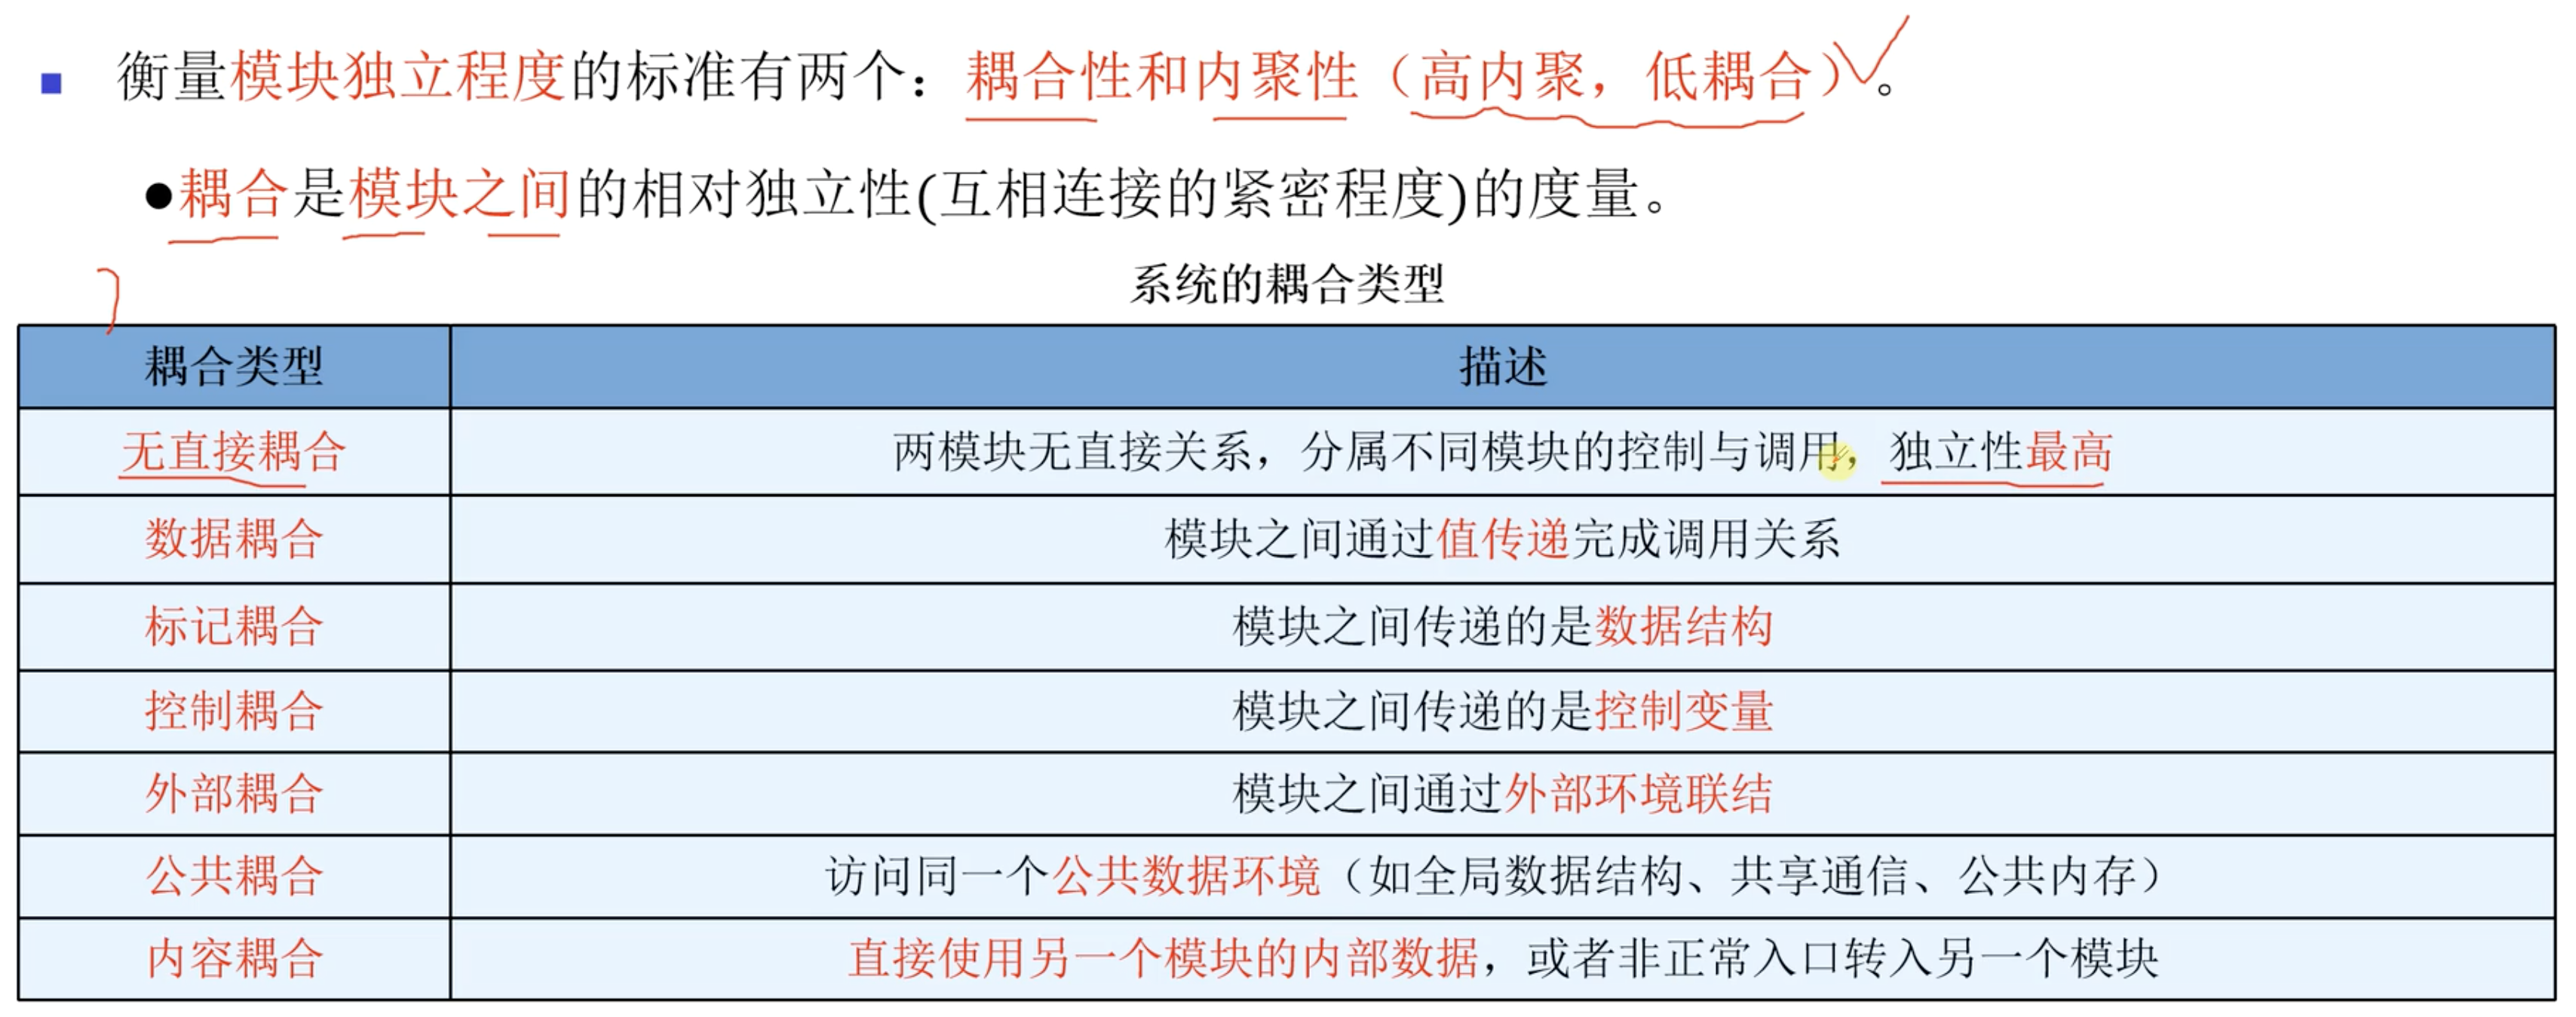 衡量模块独立程度的标准有两个：耦合性和内聚性（高内聚，低耦合）。
●耦合是模块之间的相对独立性(互相连接的紧密程度)的度量。
系统的耦合类型
耦合类型 描述
无直接耦合 两模块无直接关系，分属不同模块的控制与调用，独立性最高
数据耦合 模块之间通过值传递完成调用关系
标记耦合 模块之间传递的是数据结构
控制耦合 模块之间传递的是控制变量
外部耦合 模块之间通过外部环境联结
公共耦合 访问同一个公共数据环境（如全局数据结构、共享通信、公共内存）
内容耦合 直接使用另一个模块的内部数据，或者非正常入口转入另一个模块